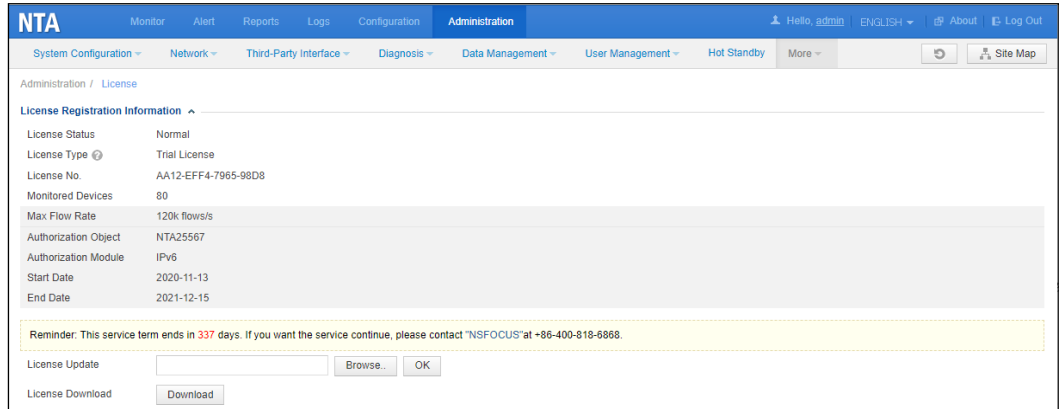 NTA Monitor Alert Reports Logs Configuration Administration Hello, admin ENGLISH About Log Out
System Configuration Network Third-Party Interface Diagnosis Data Management User Management Hot Standby More Site Map
Administration / License
License Registration Information
License Status Normal
License Type ? Trial License
License No. AA12-EFF4-7965-98D8
Monitored Devices 80
Max Flow Rate 120k flows/s
Authorization Object NTA25567
Authorization Module IPv6
Start Date 2020-11-13
End Date 2021-12-15
Reminder: This service term ends in 337 days. If you want the service continue, please contact "NSFOCUS"at +86-400-818-6868.
License Update Browse.. OK
License Download Download